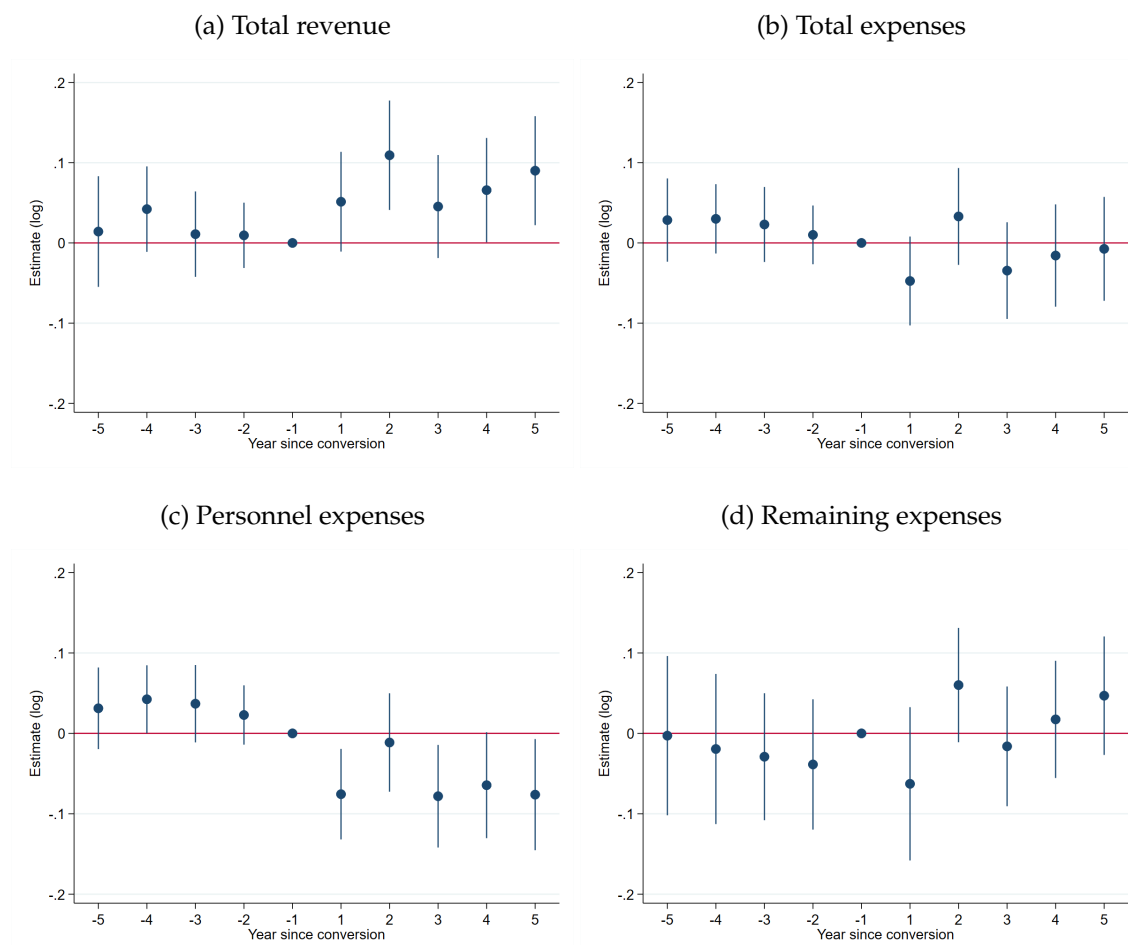 (a) Total revenue
.2
.1
0
-.1
-.2
Estimate (log)
-5 -4 -3 -2 -1 1 2 3 4 5
Year since conversion
(b) Total expenses
.2
.1
0
-.1
-.2
Estimate (log)
-5 -4 -3 -2 -1 1 2 3 4 5
Year since conversion
(c) Personnel expenses
.2
.1
0
-.1
-.2
Estimate (log)
-5 -4 -3 -2 -1 1 2 3 4 5
Year since conversion
(d) Remaining expenses
.2
.1
0
-.1
-.2
Estimate (log)
-5 -4 -3 -2 -1 1 2 3 4 5
Year since conversion